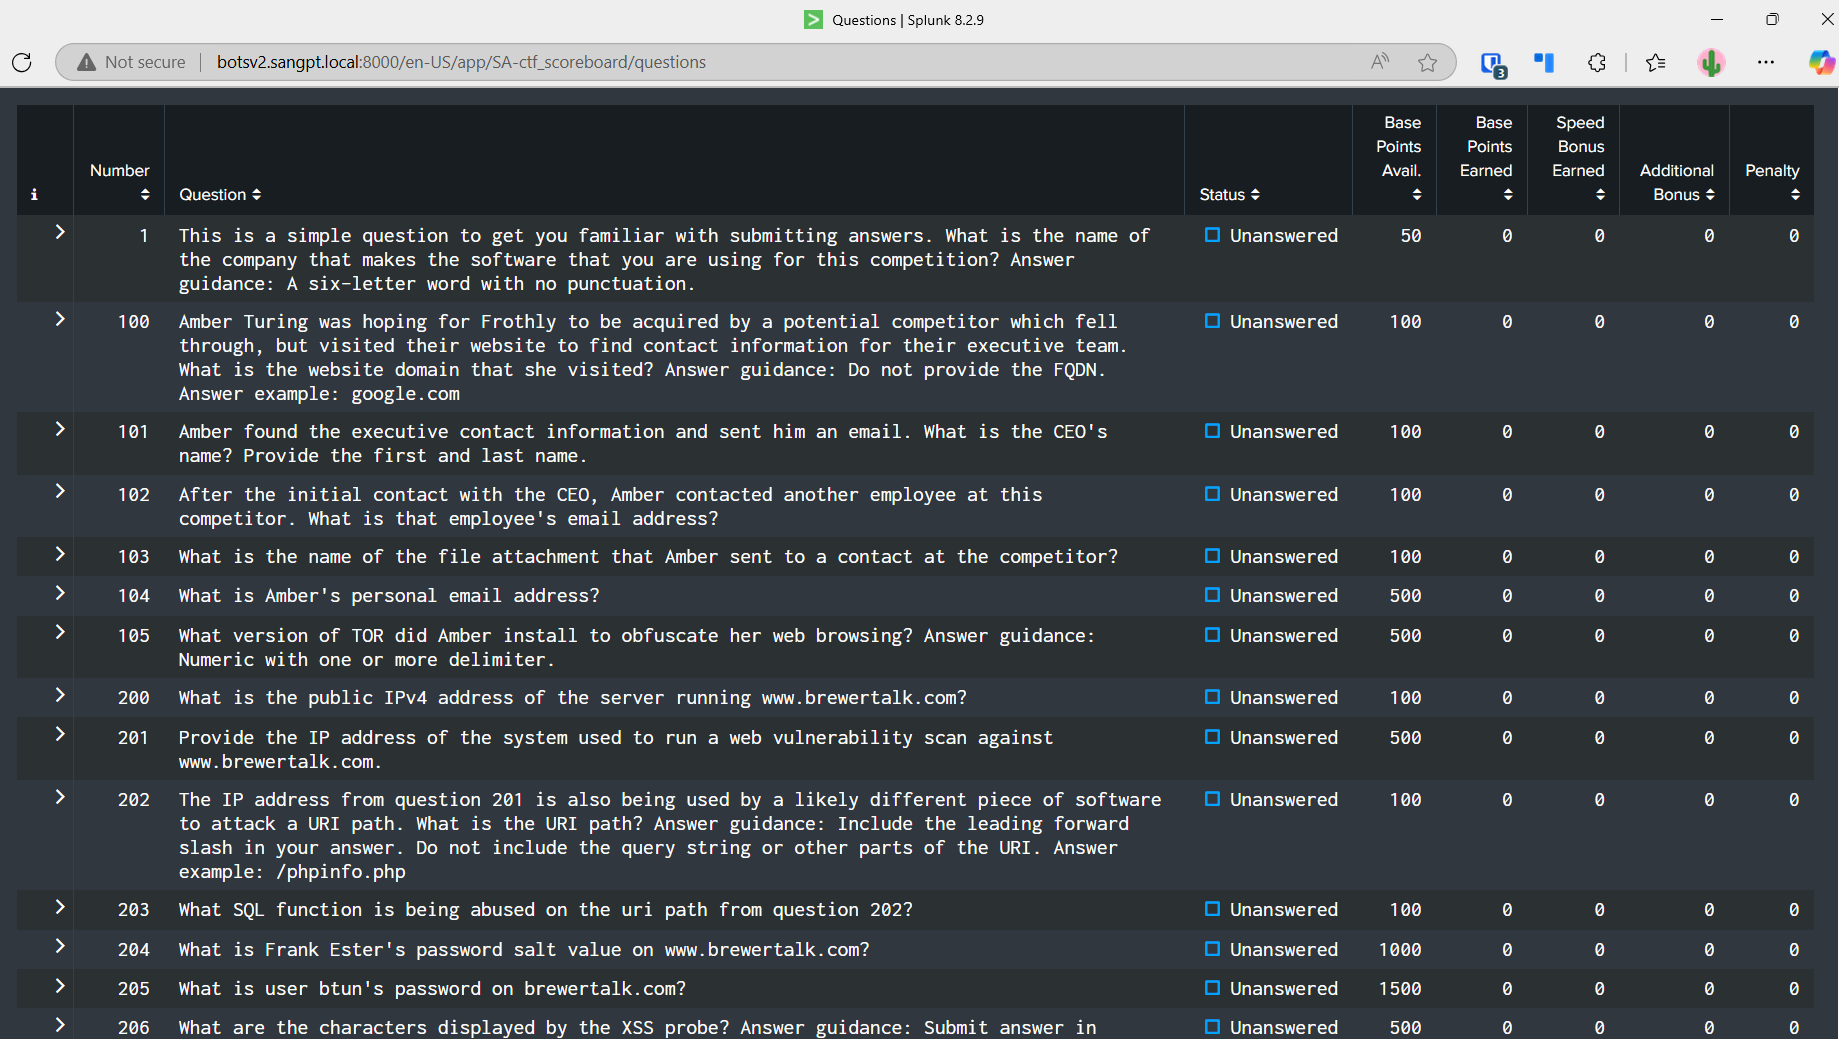 Questions | Splunk 8.2.9
Not secure botsv2.sangpt.local:8000/en-US/app/SA-ctf_scoreboard/questions
3
i Number Question Status Base Points Avail. Base Points Earned Speed Bonus Earned Additional Bonus Penalty
1 This is a simple question to get you familiar with submitting answers. What is the name of Unanswered 50 0 0 0 0
the company that makes the software that you are using for this competition? Answer
guidance: A six-letter word with no punctuation.
100 Amber Turing was hoping for Frothly to be acquired by a potential competitor which fell Unanswered 100 0 0 0 0
through, but visited their website to find contact information for their executive team.
What is the website domain that she visited? Answer guidance: Do not provide the FQDN.
Answer example: google.com
101 Amber found the executive contact information and sent him an email. What is the CEO's Unanswered 100 0 0 0 0
name? Provide the first and last name.
102 After the initial contact with the CEO, Amber contacted another employee at this Unanswered 100 0 0 0 0
competitor. What is that employee's email address?
103 What is the name of the file attachment that Amber sent to a contact at the competitor? Unanswered 100 0 0 0 0
104 What is Amber's personal email address? Unanswered 500 0 0 0 0
105 What version of TOR did Amber install to obfuscate her web browsing? Answer guidance: Unanswered 500 0 0 0 0
Numeric with one or more delimiter.
200 What is the public IPv4 address of the server running www.brewertalk.com? Unanswered 100 0 0 0 0
201 Provide the IP address of the system used to run a web vulnerability scan against Unanswered 500 0 0 0 0
www.brewertalk.com.
202 The IP address from question 201 is also being used by a likely different piece of software Unanswered 100 0 0 0 0
to attack a URI path. What is the URI path? Answer guidance: Include the leading forward
slash in your answer. Do not include the query string or other parts of the URI. Answer
example: /phpinfo.php
203 What SQL function is being abused on the uri path from question 202? Unanswered 100 0 0 0 0
204 What is Frank Ester's password salt value on www.brewertalk.com? Unanswered 1000 0 0 0 0
205 What is user btun's password on brewertalk.com? Unanswered 1500 0 0 0 0
206 What are the characters displayed by the XSS probe? Answer guidance: Submit answer in Unanswered 500 0 0 0 0